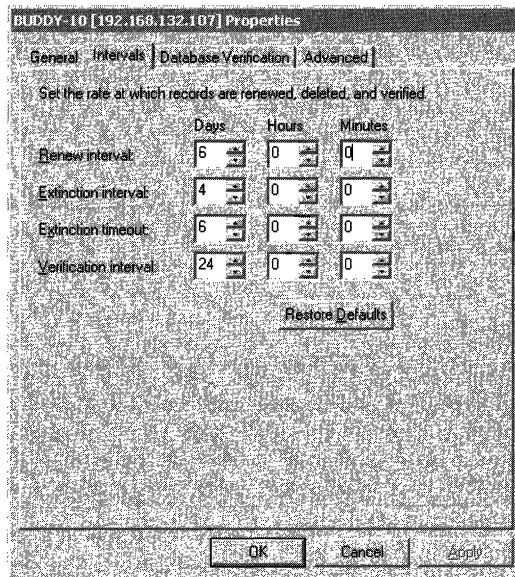 BUDDY-10 [192.168.132.107] Properties
General Intervals Database Verification Advanced
Set the rate at which records are renewed, deleted, and verified.
Days Hours Minutes
Renew interval: 6 0 0
Extinction interval: 4 0 0
Extinction timeout: 6 0 0
Verification interval: 24 0 0
Restore Defaults
OK Cancel Apply